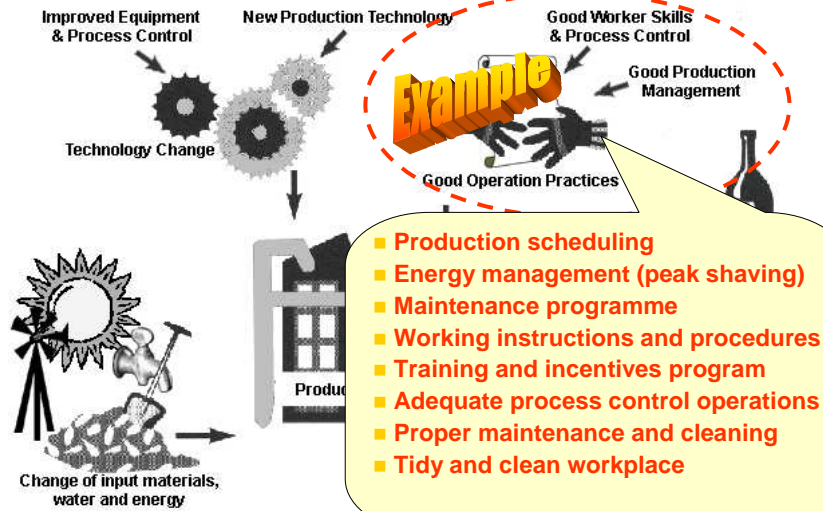 Improved Equipment
& Process Control
New Production Technology
Good Worker Skills
& Process Control
Good Production
Management
Example
Technology Change
Good Operation Practices
Production scheduling
Energy management (peak shaving)
Maintenance programme
Working instructions and procedures
Training and incentives program
Adequate process control operations
Proper maintenance and cleaning
Tidy and clean workplace
Change of input materials,
water and energy